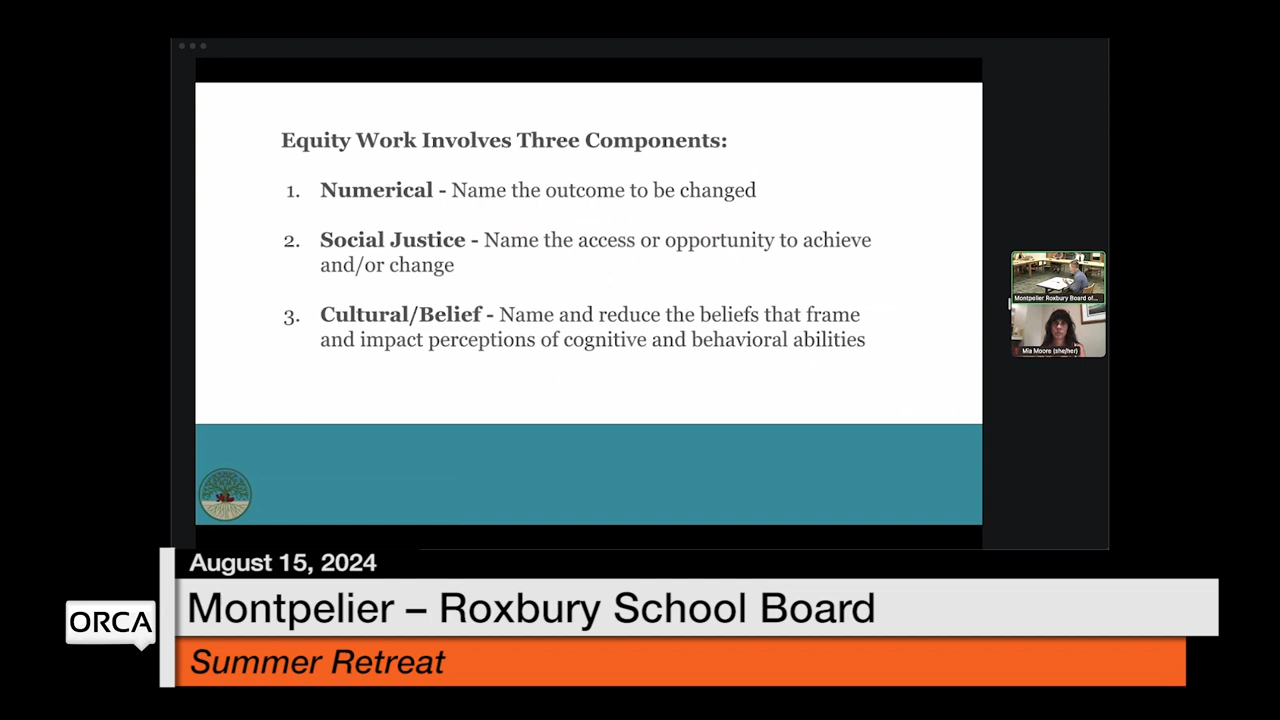 Equity Work Involves Three Components:
1. Numerical - Name the outcome to be changed
2. Social Justice - Name the access or opportunity to achieve
and/or change
3. Cultural/Belief - Name and reduce the beliefs that frame
and impact perceptions of cognitive and behavioral abilities
Montpelier Roxbury Board of...
Mia Moore (she/her)
August 15, 2024
Montpelier – Roxbury School Board
ORCA
Summer Retreat